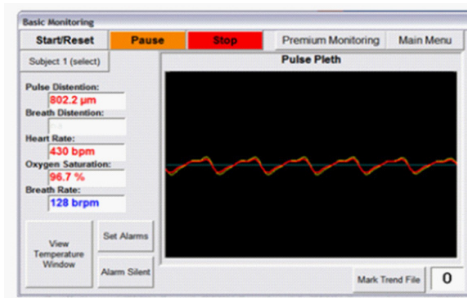 Basic Monitoring
Start/Reset Pause Stop Premium Monitoring Main Menu
Subject 1 (select)
Pulse Pleth
Pulse Distention:
802.2 µm
Breath Distention:
Heart Rate:
430 bpm
Oxygen Saturation:
96.7 %
Breath Rate:
128 brpm
View
Temperature
Window
Set Alarms
Alarm Silent
Mark Trend File 0